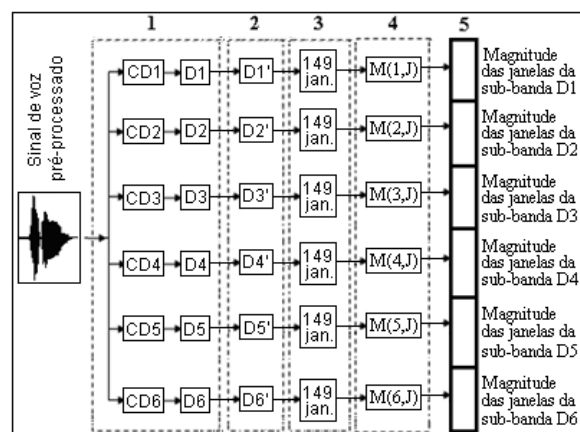 1 2 3 4 5
Sinal de voz
pré-processado
CD1 D1 D1' 149 jan. M(1,J)
Magnitude
das janelas da
sub-banda D1
CD2 D2 D2' 149 jan. M(2,J)
Magnitude
das janelas da
sub-banda D2
CD3 D3 D3' 149 jan. M(3,J)
Magnitude
das janelas da
sub-banda D3
CD4 D4 D4' 149 jan. M(4,J)
Magnitude
das janelas da
sub-banda D4
CD5 D5 D5' 149 jan. M(5,J)
Magnitude
das janelas da
sub-banda D5
CD6 D6 D6' 149 jan. M(6,J)
Magnitude
das janelas da
sub-banda D6